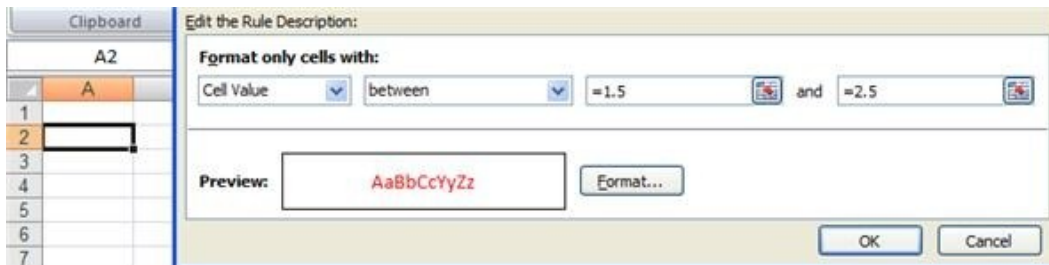 Clipboard
Edit the Rule Description:
A2
Format only cells with:
A
Cell Value between =1.5 and =2.5
1
2
3
4
5
6
7
Preview: AaBbCcYyZz Format...
OK Cancel